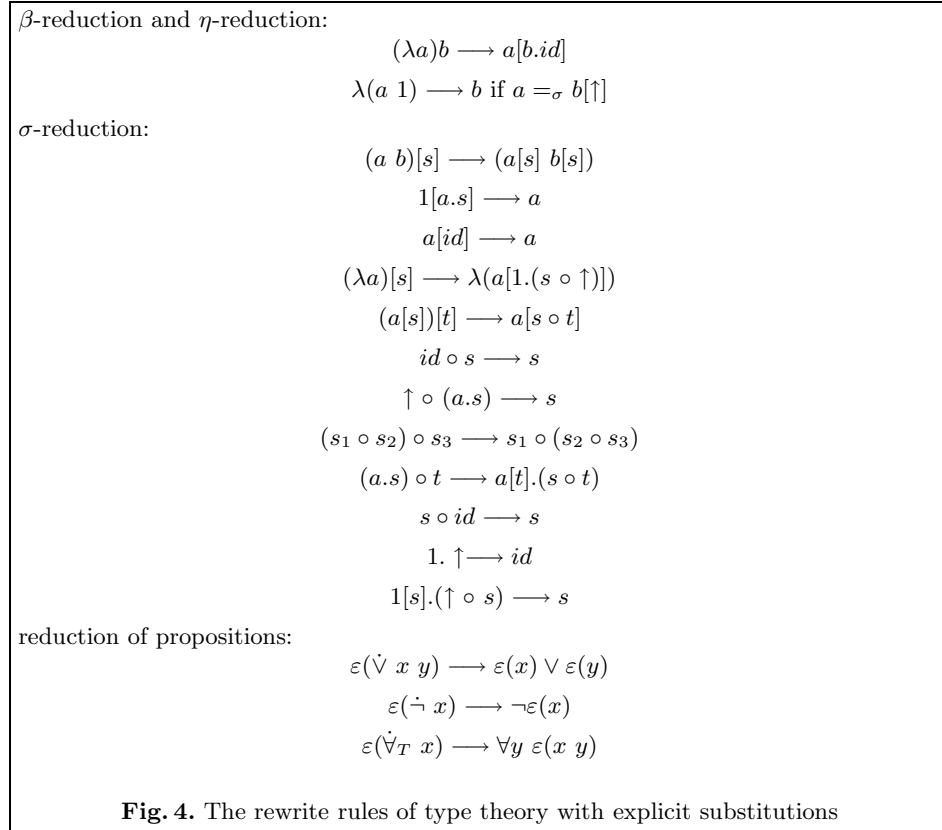 β-reduction and η-reduction:
(λa)b ⟶ a[b.id]
λ(a 1) ⟶ b if a =σ b[↑]
σ-reduction:
(a b)[s] ⟶ (a[s] b[s])
1[a.s] ⟶ a
a[id] ⟶ a
(λa)[s] ⟶ λ(a[1.(s ∘ ↑)])
(a[s])[t] ⟶ a[s ∘ t]
id ∘ s ⟶ s
↑ ∘ (a.s) ⟶ s
(s₁ ∘ s₂) ∘ s₃ ⟶ s₁ ∘ (s₂ ∘ s₃)
(a.s) ∘ t ⟶ a[t].(s ∘ t)
s ∘ id ⟶ s
1. ↑⟶ id
1[s].(↑ ∘ s) ⟶ s
reduction of propositions:
ε(∨̇ x y) ⟶ ε(x) ∨ ε(y)
ε(¬̇ x) ⟶ ¬ε(x)
ε(∀̇T x) ⟶ ∀y ε(x y)
Fig. 4. The rewrite rules of type theory with explicit substitutions